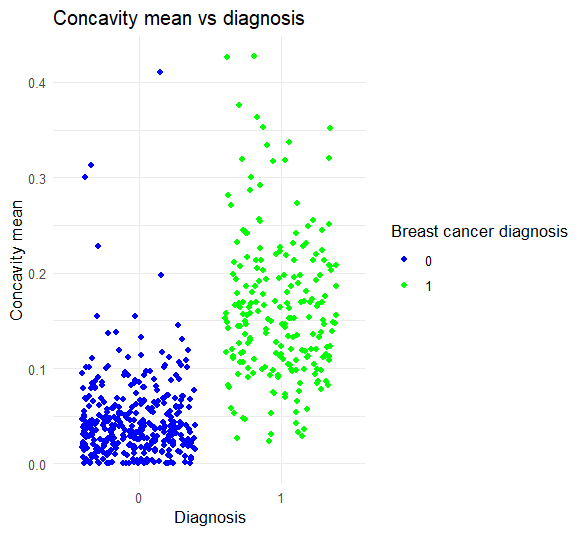 Concavity mean vs diagnosis
Concavity mean
0.4
0.3
0.2
0.1
0.0
0
1
Diagnosis
Breast cancer diagnosis
0
1